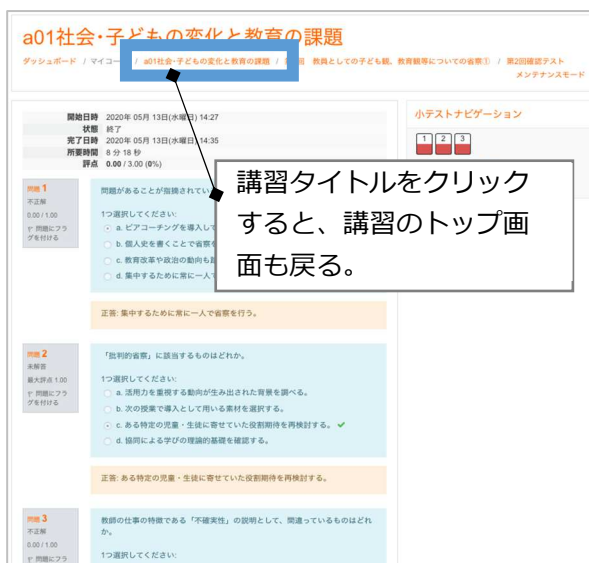 a01社会・子どもの変化と教育の課題
ダッシュボード / マイコ / a01社会・子どもの変化と教育の課題 / 回 教員としての子ども観、教育観等についての省察① / 第2回確認テスト
メンテナンスモード
開始日時 2020年 05月 13日(水曜日) 14:27
状態 終了
完了日時 2020年 05月 13日(水曜日) 14:35
所要時間 8 分 18 秒
評点 0.00 / 3.00 (0%)
小テストナビゲーション
1 2 3
講習タイトルをクリック
すると、講習のトップ画
面も戻る。
問題 1
不正解
0.00 / 1.00
問題にフラ
グを付ける
問題があることが指摘されてい
1つ選択してください:
a. ピアコーチングを導入して
b. 個人史を書くことで省察を
c. 教育改革や政治の動向も
d. 集中するために常に一人で
正答: 集中するために常に一人で省察を行う。
問題 2
未解答
最大評点 1.00
問題にフラ
グを付ける
「批判的省察」に該当するものはどれか。
1つ選択してください:
a. 活用力を重視する動向が生み出された背景を調べる。
b. 次の授業で導入として用いる素材を選択する。
c. ある特定の児童・生徒に寄せていた役割期待を再検討する。 ✔
d. 協同による学びの理論的基礎を確認する。
正答: ある特定の児童・生徒に寄せていた役割期待を再検討する。
問題 3
不正解
0.00 / 1.00
問題にフラ
教師の仕事の特徴である「不確実性」の説明として、間違っているものはどれ
か。
1つ選択してください: